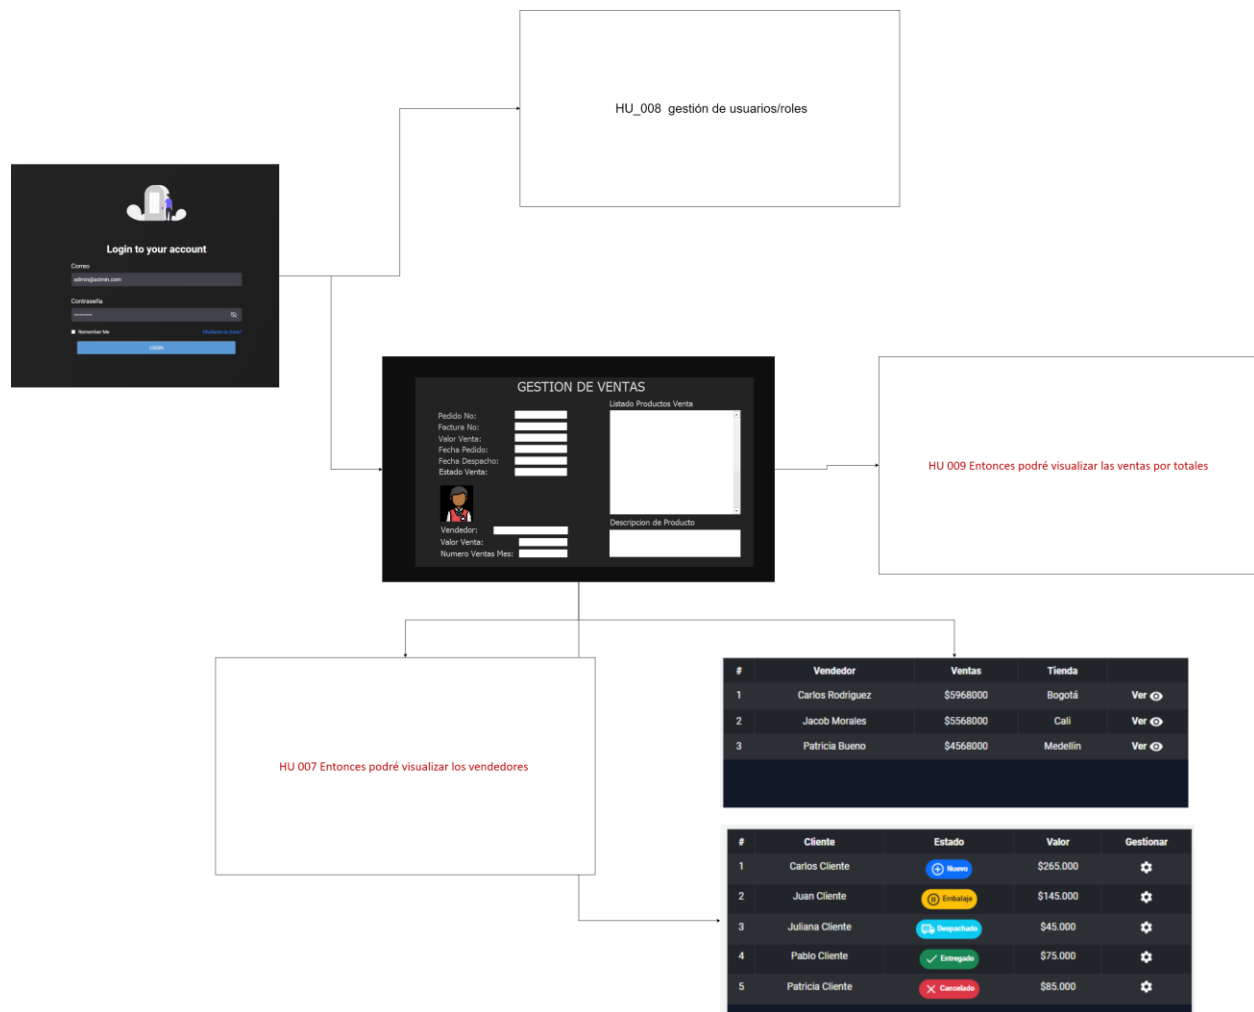 HU_008 gestión de usuarios/roles
Login to your account
Correo
admin@admin.com
Contraseña
Remember Me
Olvidaste la clave?
LOGIN
GESTION DE VENTAS
Pedido No:
Factura No:
Valor Venta:
Fecha Pedido:
Fecha Despacho:
Estado Venta:
Listado Productos Venta
Vendedor:
Valor Venta:
Numero Ventas Mes:
Descripcion de Producto
HU 009 Entonces podré visualizar las ventas por totales
HU 007 Entonces podré visualizar los vendedores
# Vendedor Ventas Tienda
1 Carlos Rodriguez $5968000 Bogotá Ver
2 Jacob Morales $5568000 Cali Ver
3 Patricia Bueno $4568000 Medellin Ver
# Cliente Estado Valor Gestionar
1 Carlos Cliente Nuevo $265.000
2 Juan Cliente Embalaje $145.000
3 Juliana Cliente Despachado $45.000
4 Pablo Cliente Entregado $75.000
5 Patricia Cliente Cancelado $85.000